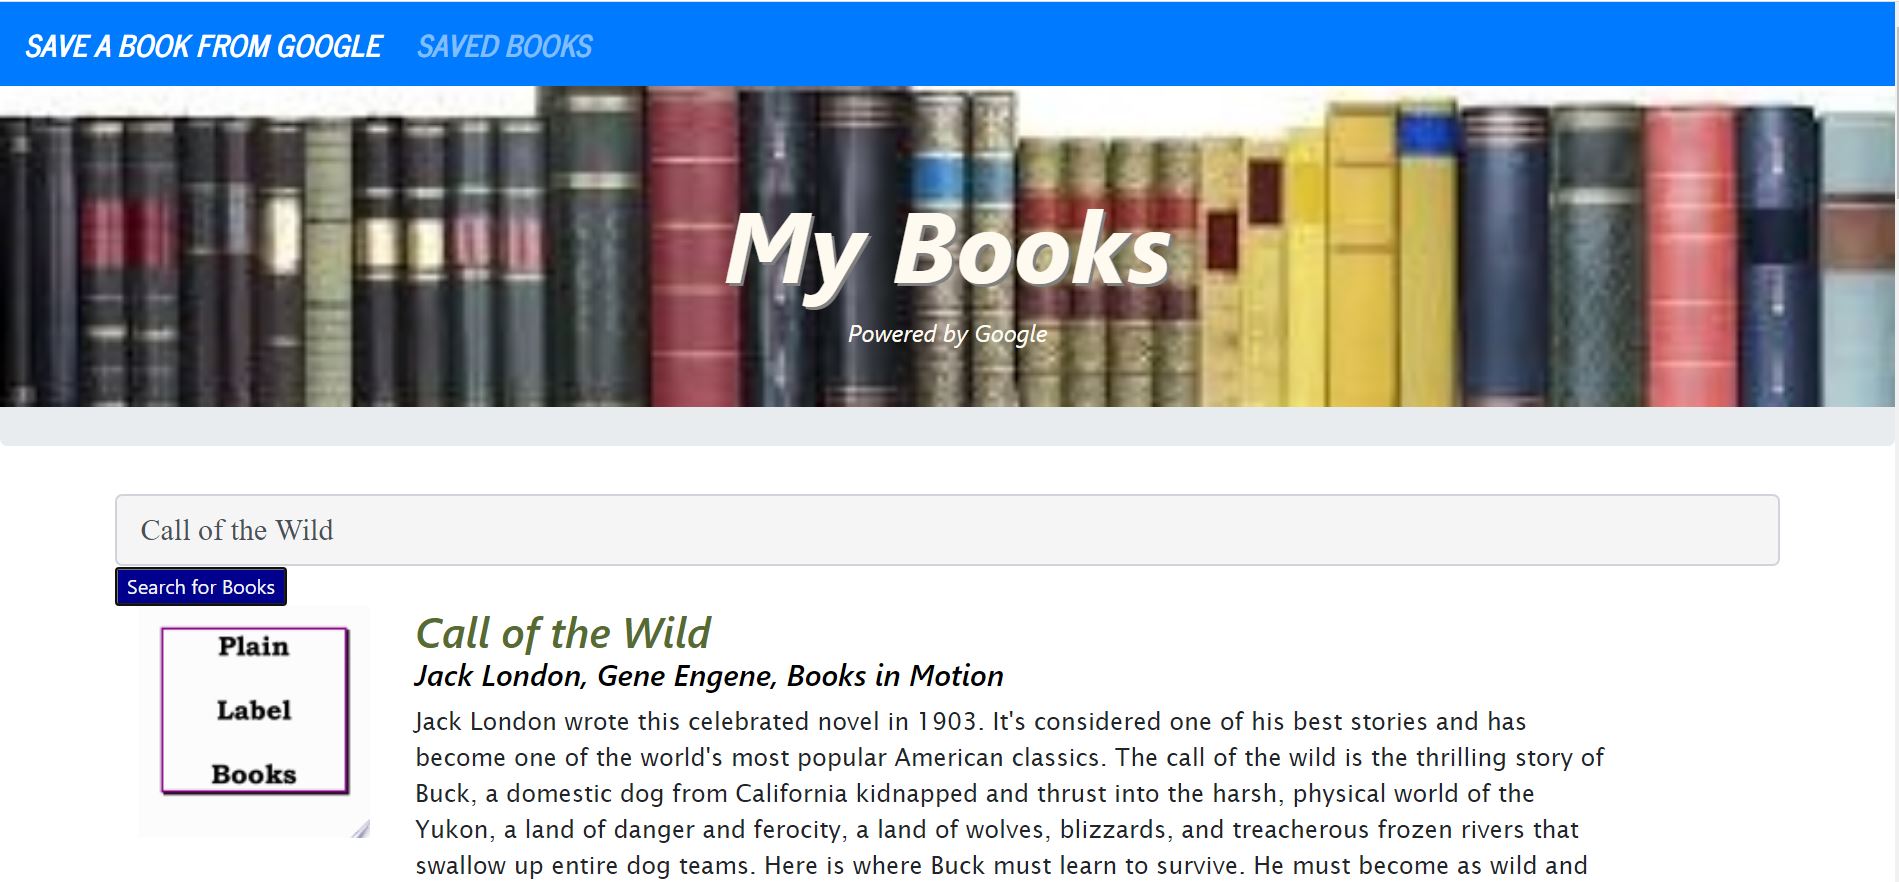 SAVE A BOOK FROM GOOGLE SAVED BOOKS
My Books
Powered by Google
Call of the Wild
Search for Books
Plain
Label
Books
Call of the Wild
Jack London, Gene Engene, Books in Motion
Jack London wrote this celebrated novel in 1903. It's considered one of his best stories and has
become one of the world's most popular American classics. The call of the wild is the thrilling story of
Buck, a domestic dog from California kidnapped and thrust into the harsh, physical world of the
Yukon, a land of danger and ferocity, a land of wolves, blizzards, and treacherous frozen rivers that
swallow up entire dog teams. Here is where Buck must learn to survive. He must become as wild and